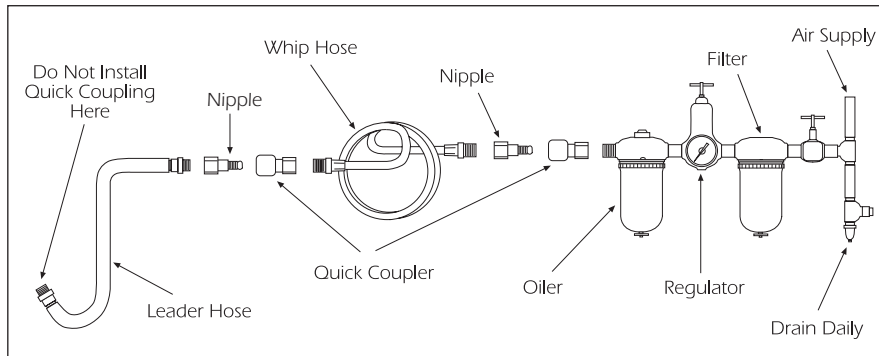 Do Not Install
Quick Coupling
Here
Nipple
Whip Hose
Nipple
Filter
Air Supply
Leader Hose
Quick Coupler
Oiler
Regulator
Drain Daily